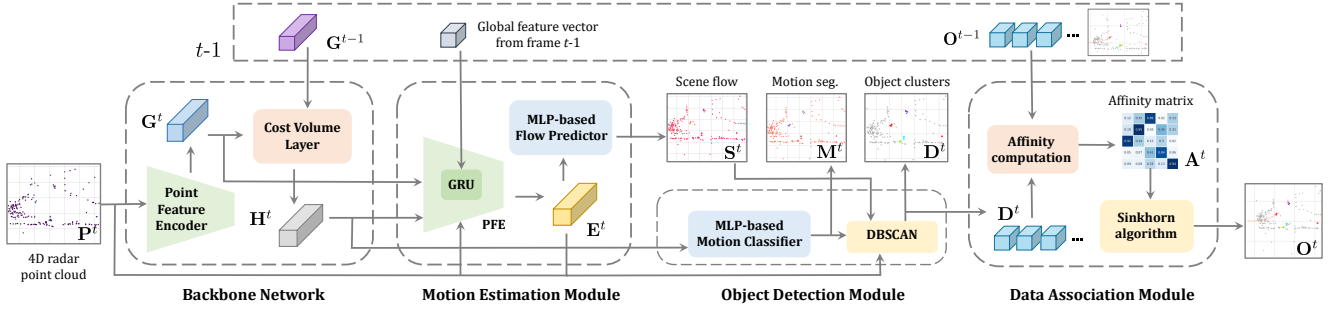 t-1
G^{t-1}
Global feature vector
from frame t-1
O^{t-1}
...
Scene flow
Motion seg.
Object clusters
Affinity matrix
G^t
Cost Volume
Layer
MLP-based
Flow Predictor
S^t
M^t
D^t
Affinity
computation
A^t
P^t
Point
Feature
Encoder
H^t
GRU
PFE
E^t
MLP-based
Motion Classifier
DBSCAN
D^t
...
Sinkhorn
algorithm
O^t
4D radar
point cloud
Backbone Network
Motion Estimation Module
Object Detection Module
Data Association Module